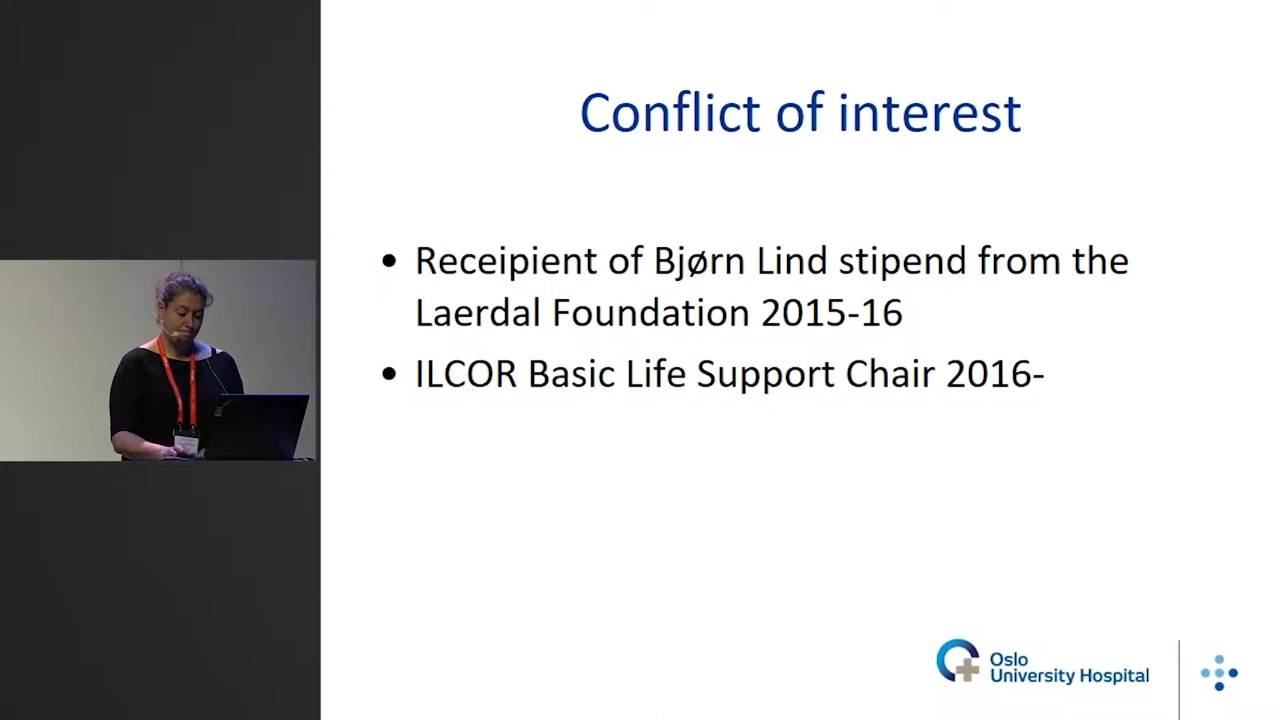 Conflict of interest
• Receipient of Bjørn Lind stipend from the
Laerdal Foundation 2015-16
• ILCOR Basic Life Support Chair 2016-
Oslo
University Hospital